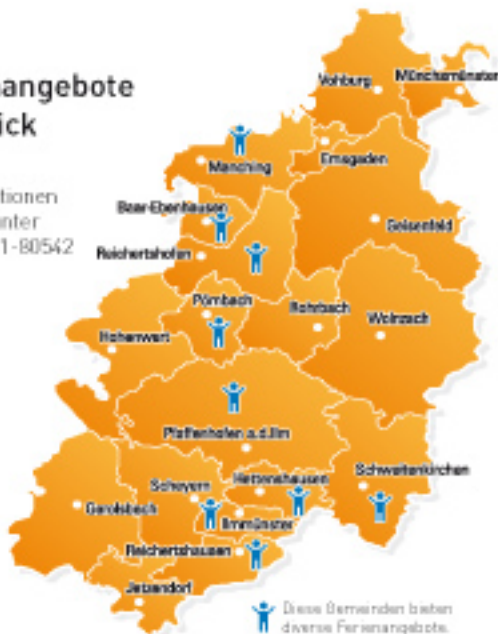 nangebote
ick
tionen
nter
1-80542
Vohburg
Münchsmünster
Manching
Ernsgaden
Baar-Ebenhausen
Geisenfeld
Reichertshofen
Pörnbach
Rohrbach
Wolnzach
Hohenwart
Pfaffenhofen a.d.Ilm
Schweitenkirchen
Hettenshausen
Scheyern
Gerolsbach
Ilmmünster
Reichertshausen
Jetzendorf
Diese Gemeinden bieten
diverse Ferienangebote.